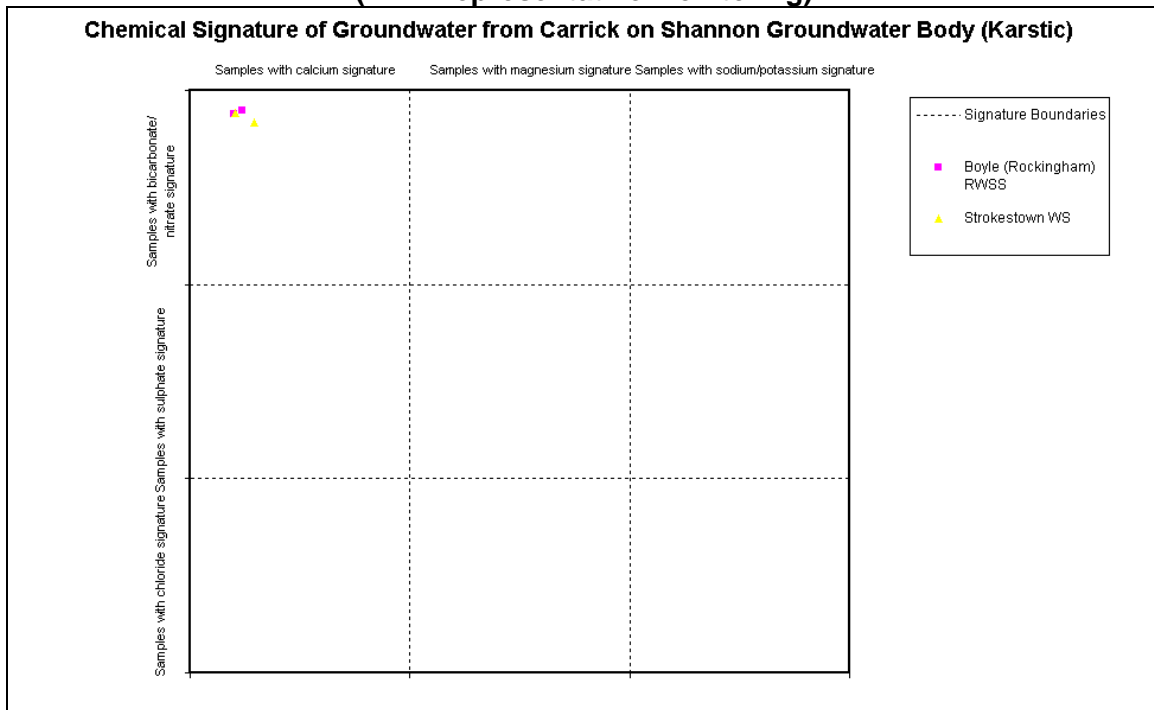 Chemical Signature of Groundwater from Carrick on Shannon Groundwater Body (Karstic)
Samples with calcium signature
Samples with magnesium signature
Samples with sodium/potassium signature
Samples with bicarbonate/
nitrate signature
Samples with sulphate signature
Samples with chloride signature
Signature Boundaries
Boyle (Rockingham)
RWSS
Strokestown WS